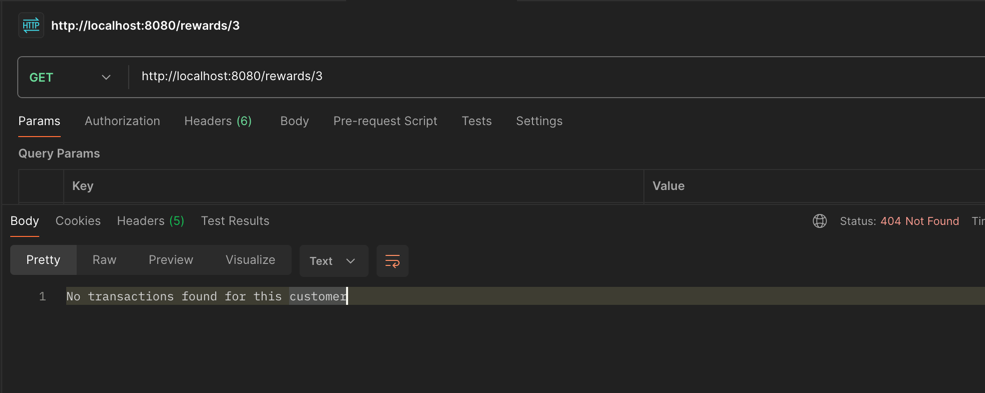 HTTP http://localhost:8080/rewards/3
GET http://localhost:8080/rewards/3
Params Authorization Headers (6) Body Pre-request Script Tests Settings
Query Params
Key Value
Body Cookies Headers (5) Test Results Status: 404 Not Found
Pretty Raw Preview Visualize Text
1 No transactions found for this customer